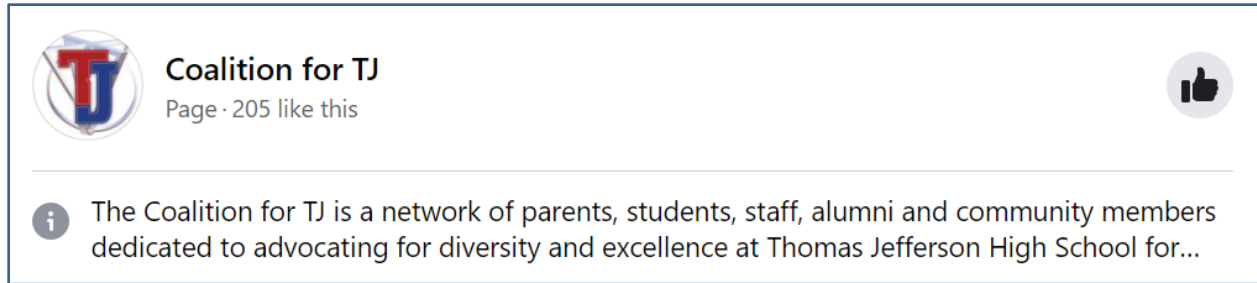 TJ
Coalition for TJ
Page · 205 like this
The Coalition for TJ is a network of parents, students, staff, alumni and community members
dedicated to advocating for diversity and excellence at Thomas Jefferson High School for...